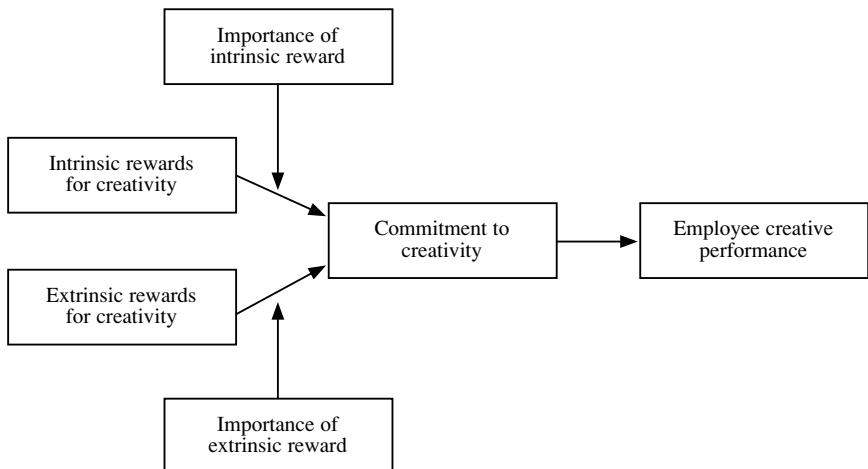 Importance of
intrinsic reward
Intrinsic rewards
for creativity
Commitment to
creativity
Employee creative
performance
Extrinsic rewards
for creativity
Importance of
extrinsic reward